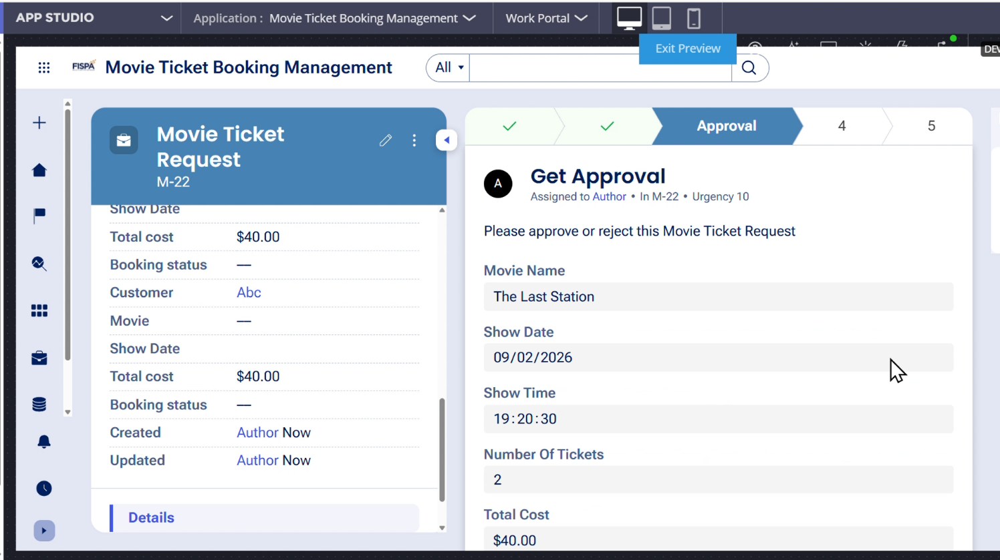 APP STUDIO
Application : Movie Ticket Booking Management
Work Portal
Exit Preview
DEV
FISPA
Movie Ticket Booking Management
All
Movie Ticket
Request
M-22
Show Date
Total cost $40.00
Booking status —
Customer Abc
Movie —
Show Date
Total cost $40.00
Booking status —
Created Author Now
Updated Author Now
Details
Approval
4
5
A
Get Approval
Assigned to Author • In M-22 • Urgency 10
Please approve or reject this Movie Ticket Request
Movie Name
The Last Station
Show Date
09/02/2026
Show Time
19:20:30
Number Of Tickets
2
Total Cost
$40.00